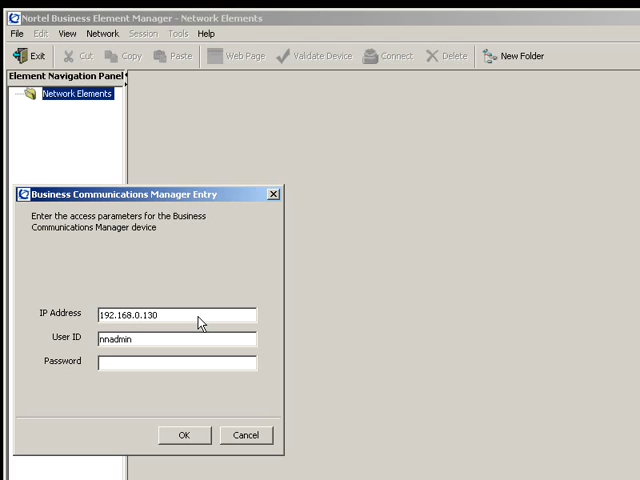 Nortel Business Element Manager - Network Elements
File Edit View Network Session Tools Help
Exit Cut Copy Paste Web Page Validate Device Connect Delete New Folder
Element Navigation Panel
Network Elements
Business Communications Manager Entry
Enter the access parameters for the Business
Communications Manager device
IP Address 192.168.0.130
User ID nnadmin
Password
OK Cancel